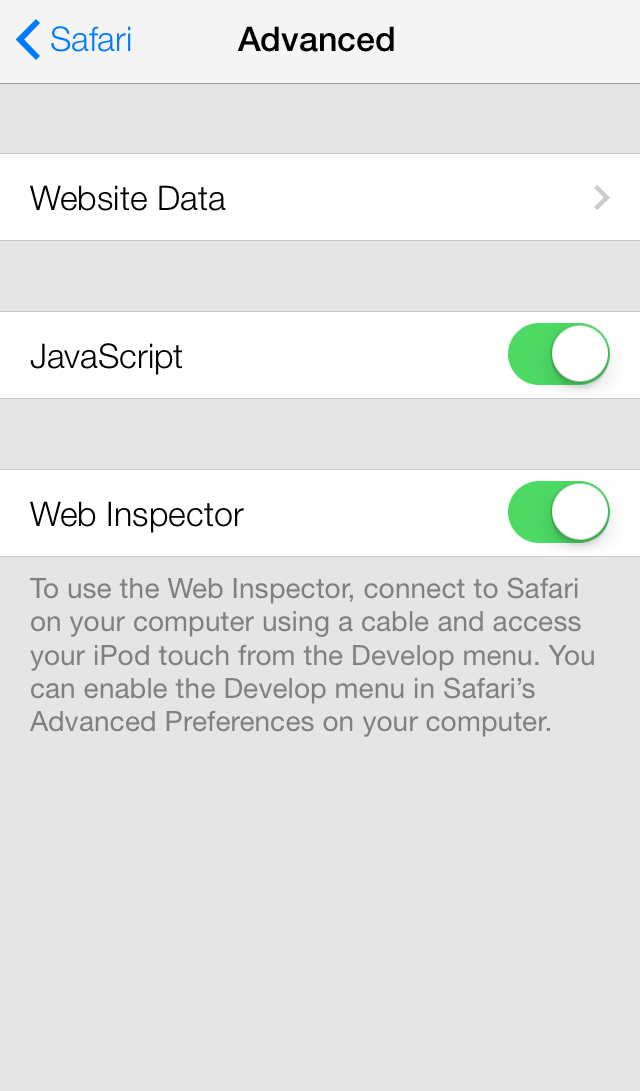 Safari
Advanced
Website Data
JavaScript
Web Inspector
To use the Web Inspector, connect to Safari
on your computer using a cable and access
your iPod touch from the Develop menu. You
can enable the Develop menu in Safari’s
Advanced Preferences on your computer.